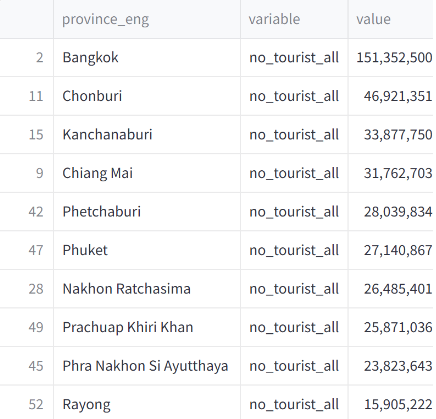 province_eng variable value
2 Bangkok no_tourist_all 151,352,500
11 Chonburi no_tourist_all 46,921,351
15 Kanchanaburi no_tourist_all 33,877,750
9 Chiang Mai no_tourist_all 31,762,703
42 Phetchaburi no_tourist_all 28,039,834
47 Phuket no_tourist_all 27,140,867
28 Nakhon Ratchasima no_tourist_all 26,485,401
49 Prachuap Khiri Khan no_tourist_all 25,871,036
45 Phra Nakhon Si Ayutthaya no_tourist_all 23,823,643
52 Rayong no_tourist_all 15,905,222